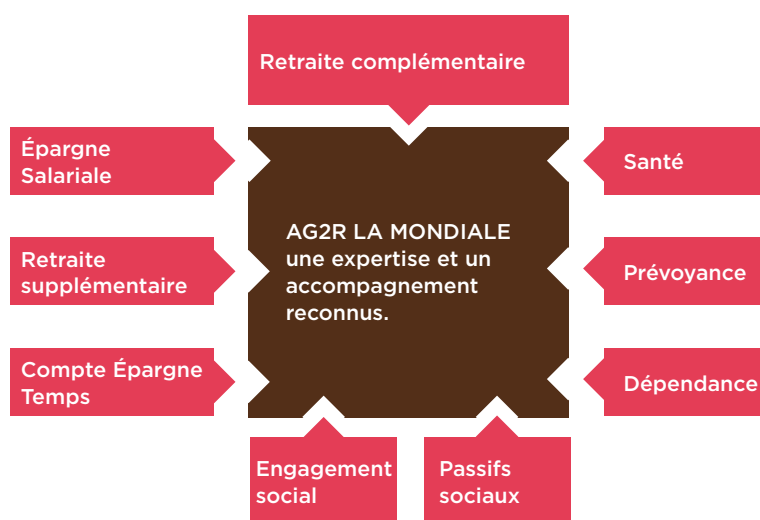 Retraite complémentaire
Épargne
Salariale
Santé
AG2R LA MONDIALE
une expertise et un
accompagnement
reconnus.
Retraite
supplémentaire
Prévoyance
Compte Épargne
Temps
Dépendance
Engagement
social
Passifs
sociaux